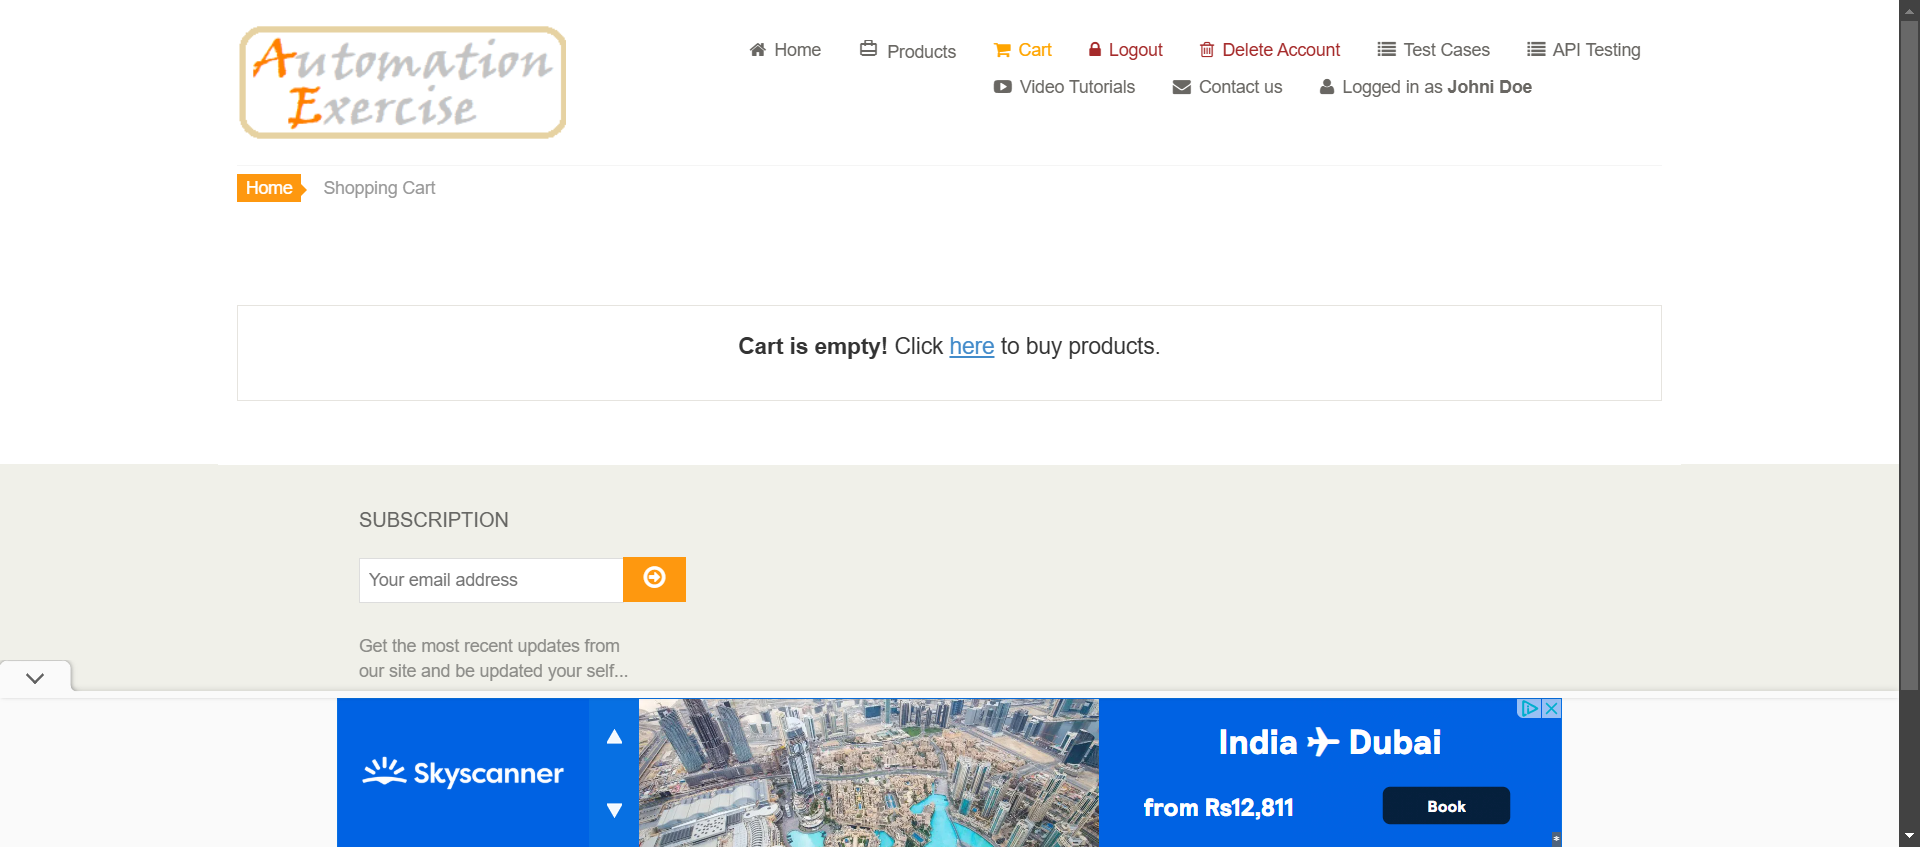 Automation
Exercise
Home
Products
Cart
Logout
Delete Account
Test Cases
API Testing
Video Tutorials
Contact us
Logged in as Johni Doe
Home
Shopping Cart
Cart is empty! Click here to buy products.
SUBSCRIPTION
Your email address
Get the most recent updates from
our site and be updated your self...
Skyscanner
India ✈ Dubai
from Rs12,811
Book